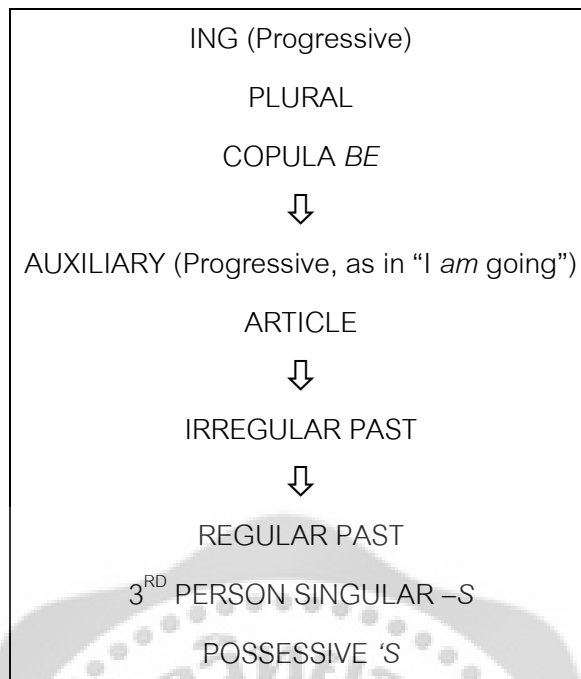 ING (Progressive)
PLURAL
COPULA BE
⇩
AUXILIARY (Progressive, as in “I am going”)
ARTICLE
⇩
IRREGULAR PAST
⇩
REGULAR PAST
3RD PERSON SINGULAR –S
POSSESSIVE ‘S